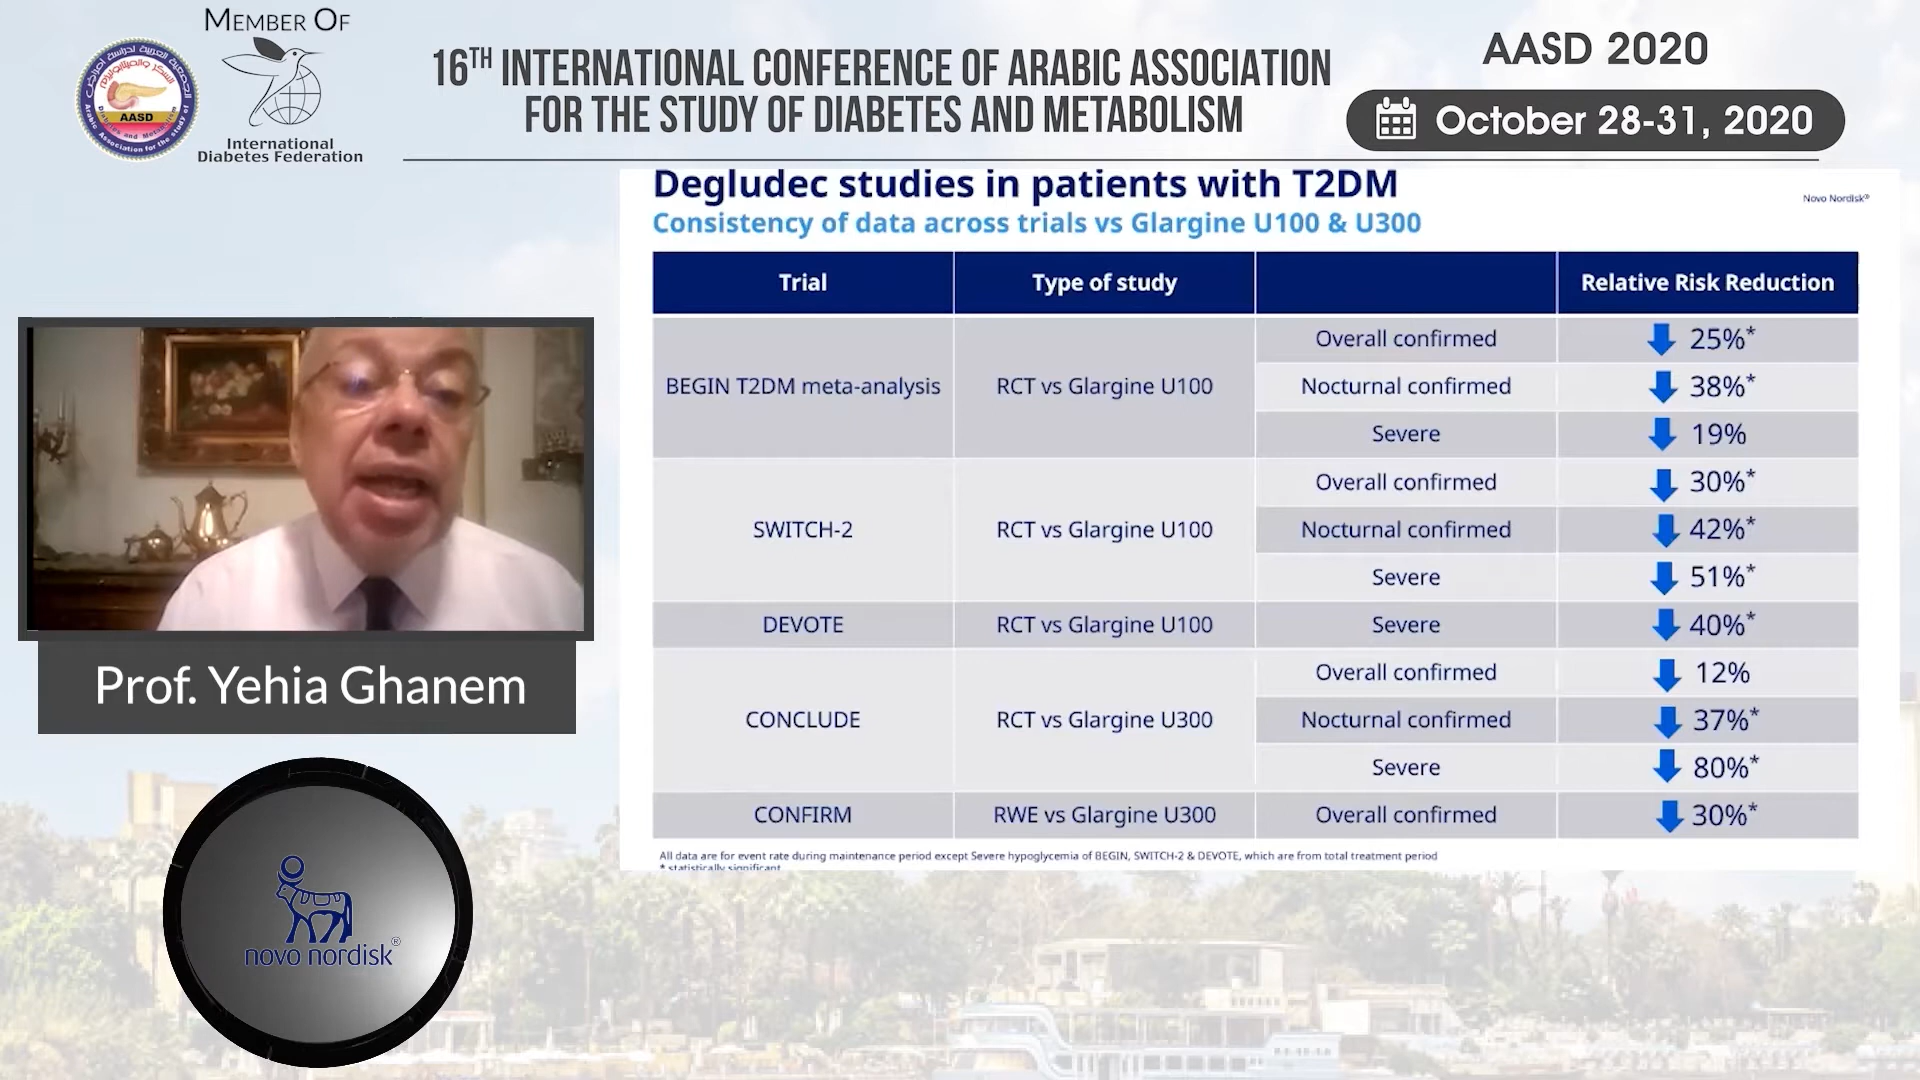 MEMBER OF
International
Diabetes Federation
AASD
16TH INTERNATIONAL CONFERENCE OF ARABIC ASSOCIATION
FOR THE STUDY OF DIABETES AND METABOLISM
AASD 2020
October 28-31, 2020
Degludec studies in patients with T2DM
Novo Nordisk®
Consistency of data across trials vs Glargine U100 & U300
Trial Type of study Relative Risk Reduction
BEGIN T2DM meta-analysis RCT vs Glargine U100
Overall confirmed 25%*
Nocturnal confirmed 38%*
Severe 19%
SWITCH-2 RCT vs Glargine U100
Overall confirmed 30%*
Nocturnal confirmed 42%*
Severe 51%*
DEVOTE RCT vs Glargine U100 Severe 40%*
CONCLUDE RCT vs Glargine U300
Overall confirmed 12%
Nocturnal confirmed 37%*
Severe 80%*
CONFIRM RWE vs Glargine U300 Overall confirmed 30%*
All data are for event rate during maintenance period except Severe hypoglycemia of BEGIN, SWITCH-2 & DEVOTE, which are from total treatment period
* statistically significant
Prof. Yehia Ghanem
novo nordisk®